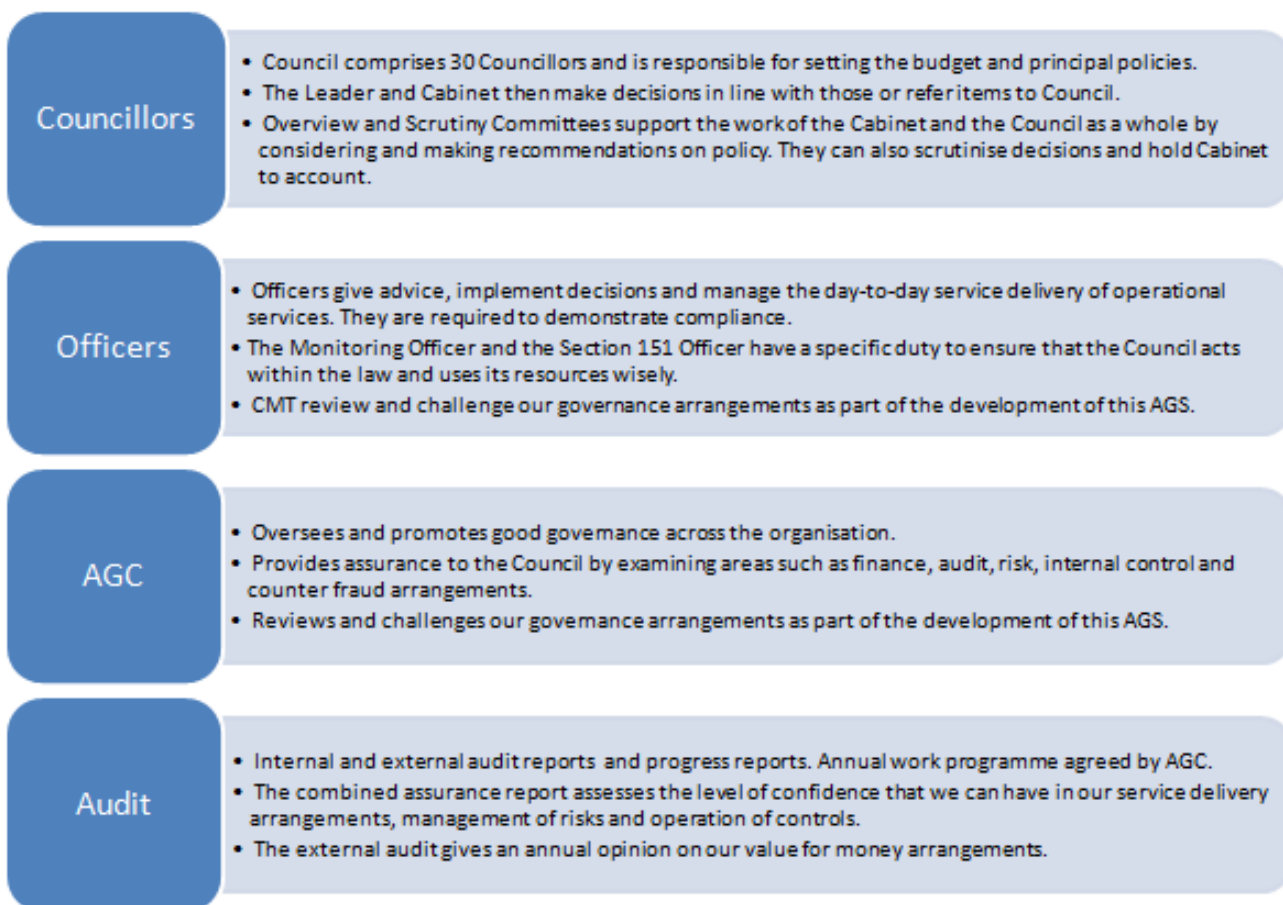 Councillors
• Council comprises 30 Councillors and is responsible for setting the budget and principal policies.
• The Leader and Cabinet then make decisions in line with those or refer items to Council.
• Overview and Scrutiny Committees support the work of the Cabinet and the Council as a whole by
considering and making recommendations on policy. They can also scrutinise decisions and hold Cabinet
to account.
Officers
• Officers give advice, implement decisions and manage the day-to-day service delivery of operational
services. They are required to demonstrate compliance.
• The Monitoring Officer and the Section 151 Officer have a specific duty to ensure that the Council acts
within the law and uses its resources wisely.
• CMT review and challenge our governance arrangements as part of the development of this AGS.
AGC
• Oversees and promotes good governance across the organisation.
• Provides assurance to the Council by examining areas such as finance, audit, risk, internal control and
counter fraud arrangements.
• Reviews and challenges our governance arrangements as part of the development of this AGS.
Audit
• Internal and external audit reports and progress reports. Annual work programme agreed by AGC.
• The combined assurance report assesses the level of confidence that we can have in our service delivery
arrangements, management of risks and operation of controls.
• The external audit gives an annual opinion on our value for money arrangements.